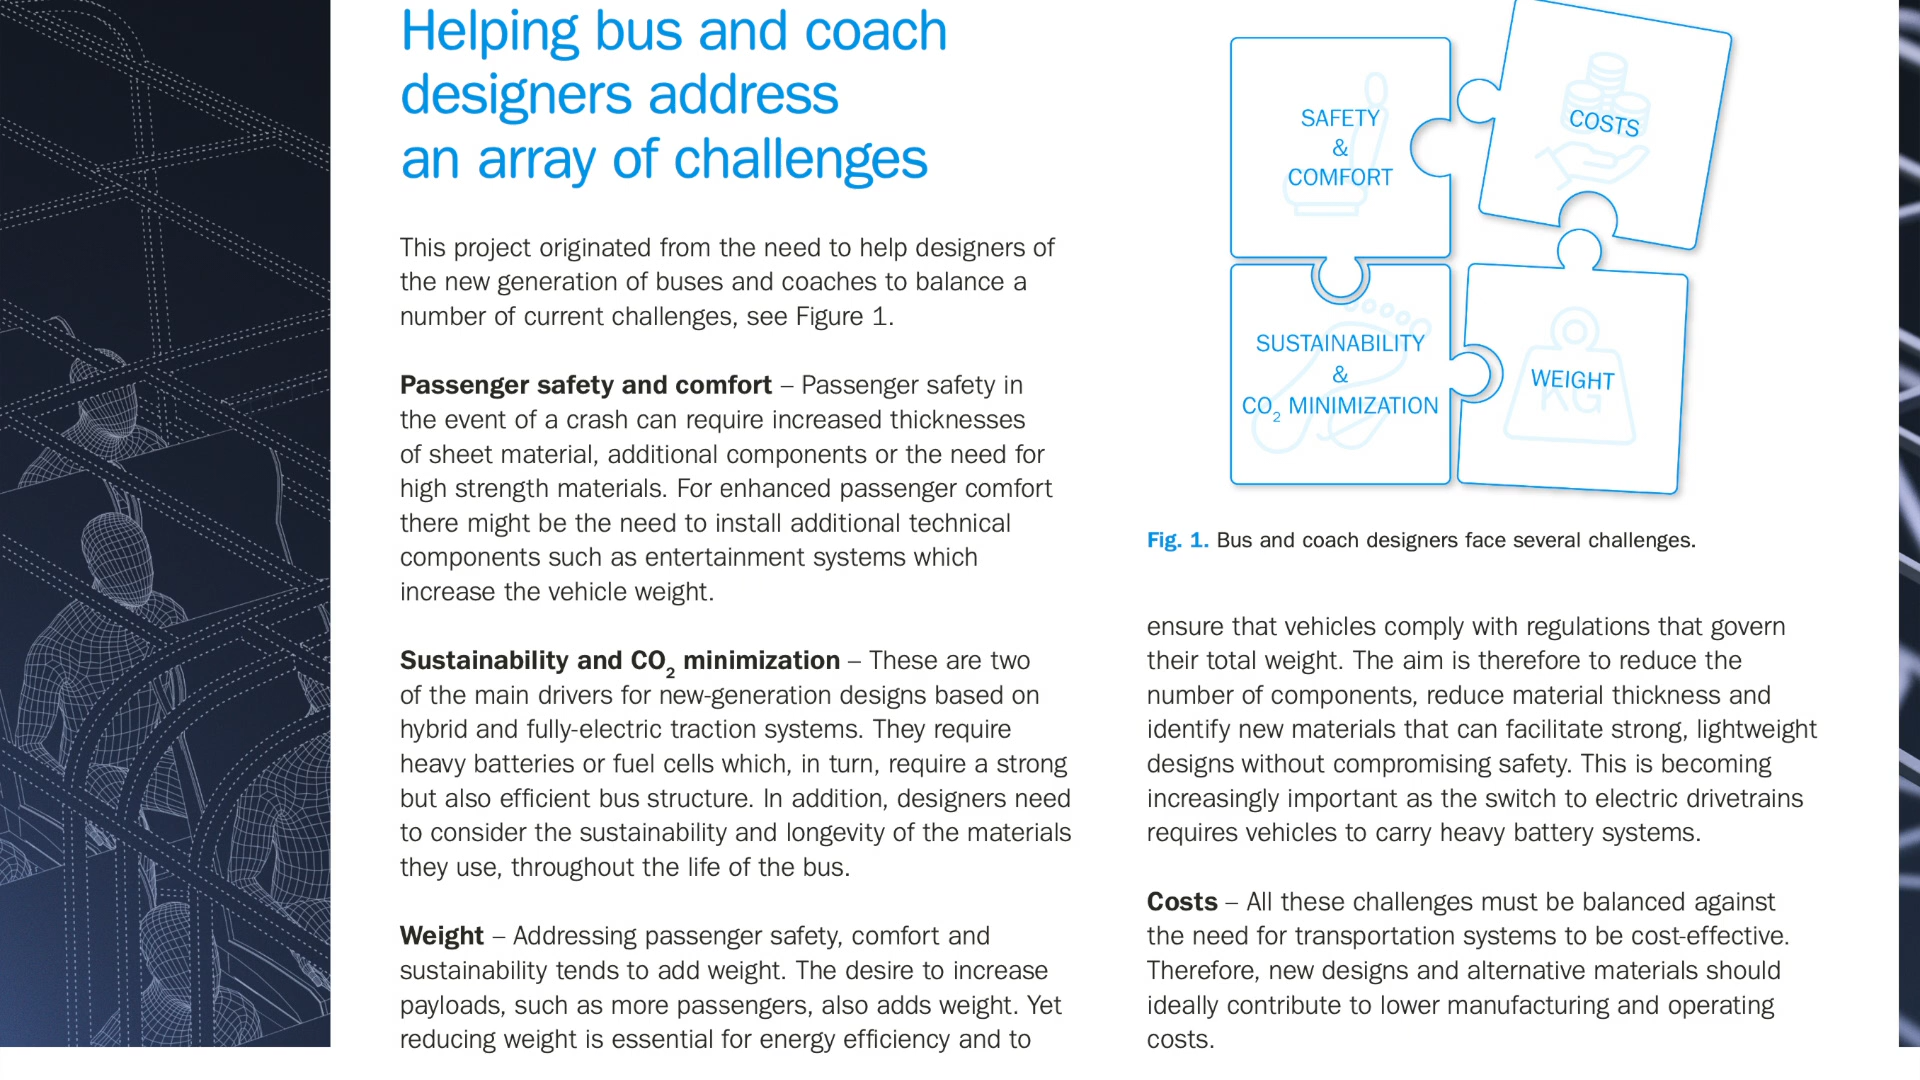 Helping bus and coach
designers address
an array of challenges
This project originated from the need to help designers of
the new generation of buses and coaches to balance a
number of current challenges, see Figure 1.
Passenger safety and comfort – Passenger safety in
the event of a crash can require increased thicknesses
of sheet material, additional components or the need for
high strength materials. For enhanced passenger comfort
there might be the need to install additional technical
components such as entertainment systems which
increase the vehicle weight.
Sustainability and CO₂ minimization – These are two
of the main drivers for new-generation designs based on
hybrid and fully-electric traction systems. They require
heavy batteries or fuel cells which, in turn, require a strong
but also efficient bus structure. In addition, designers need
to consider the sustainability and longevity of the materials
they use, throughout the life of the bus.
Weight – Addressing passenger safety, comfort and
sustainability tends to add weight. The desire to increase
payloads, such as more passengers, also adds weight. Yet
reducing weight is essential for energy efficiency and to
SAFETY
&
COMFORT
COSTS
SUSTAINABILITY
&
CO₂ MINIMIZATION
WEIGHT
KG
Fig. 1. Bus and coach designers face several challenges.
ensure that vehicles comply with regulations that govern
their total weight. The aim is therefore to reduce the
number of components, reduce material thickness and
identify new materials that can facilitate strong, lightweight
designs without compromising safety. This is becoming
increasingly important as the switch to electric drivetrains
requires vehicles to carry heavy battery systems.
Costs – All these challenges must be balanced against
the need for transportation systems to be cost-effective.
Therefore, new designs and alternative materials should
ideally contribute to lower manufacturing and operating
costs.